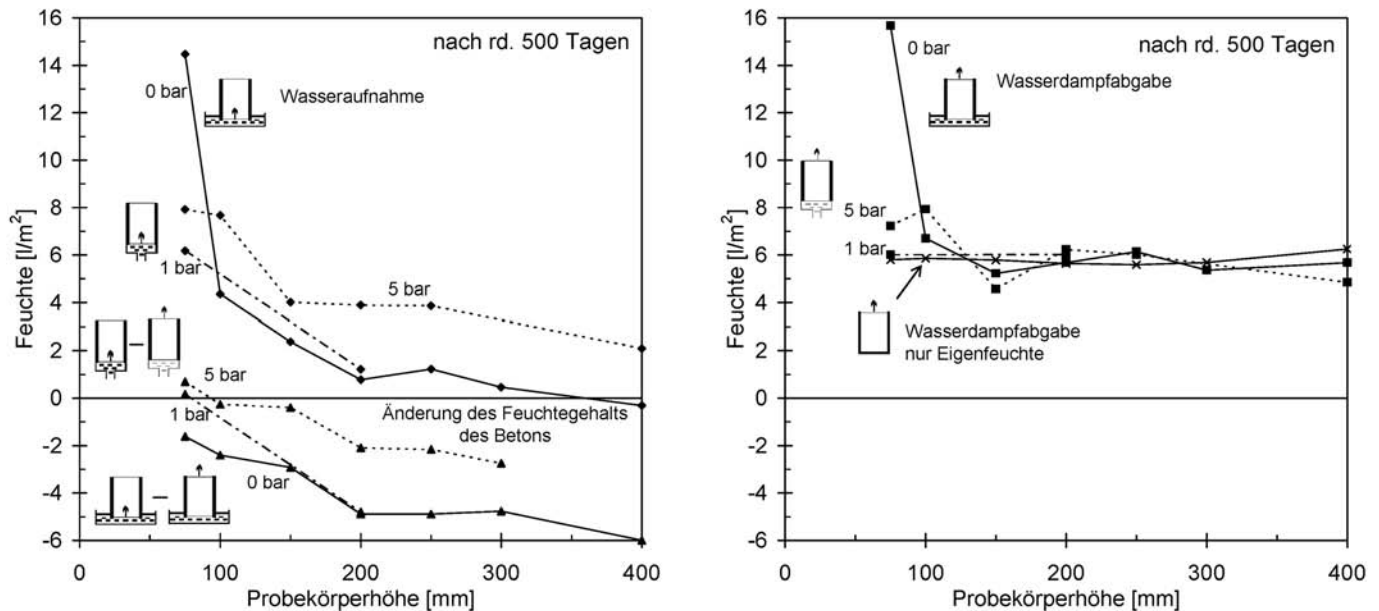 nach rd. 500 Tagen
0 bar
Wasseraufnahme
1 bar
5 bar
5 bar
1 bar
Änderung des Feuchtegehalts
des Betons
0 bar
Feuchte [l/m²]
16
14
12
10
8
6
4
2
0
-2
-4
-6
0 100 200 300 400
Probekörperhöhe [mm]
nach rd. 500 Tagen
0 bar
Wasserdampfabgabe
5 bar
1 bar
Wasserdampfabgabe
nur Eigenfeuchte
Feuchte [l/m²]
16
14
12
10
8
6
4
2
0
-2
-4
-6
0 100 200 300 400
Probekörperhöhe [mm]